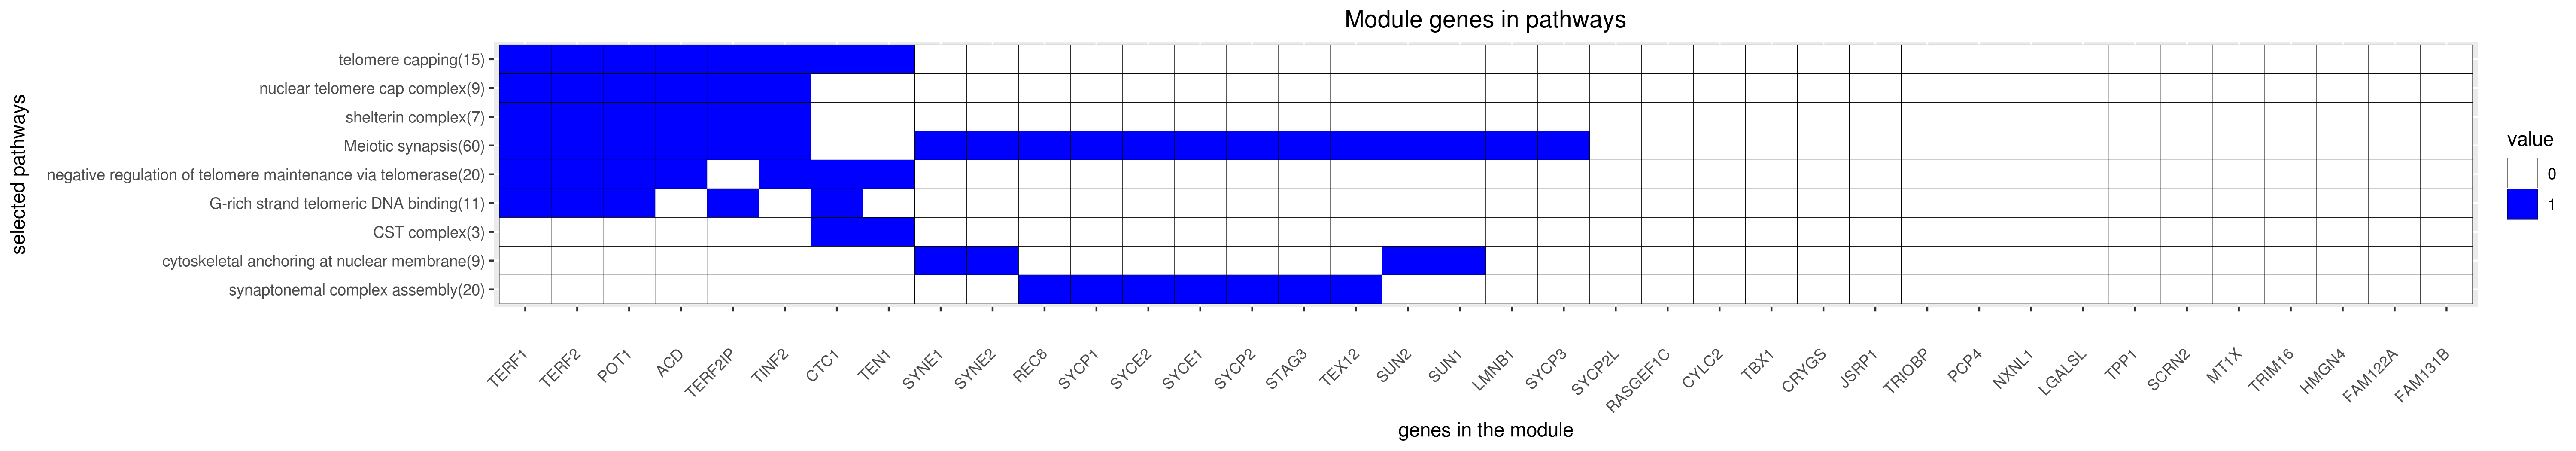 Module genes in pathways
selected pathways
telomere capping(15)
nuclear telomere cap complex(9)
shelterin complex(7)
Meiotic synapsis(60)
negative regulation of telomere maintenance via telomerase(20)
G-rich strand telomeric DNA binding(11)
CST complex(3)
cytoskeletal anchoring at nuclear membrane(9)
synaptonemal complex assembly(20)
TERF1
TERF2
POT1
ACD
TERF2IP
TINF2
CTC1
TEN1
SYNE1
SYNE2
REC8
SYCP1
SYCE2
SYCE1
SYCP2
STAG3
TEX12
SUN2
SUN1
LMNB1
SYCP3
SYCP2L
RASGEF1C
CYLC2
TBX1
CRYGS
JSRP1
TRIOBP
PCP4
NXNL1
LGALSL
TPP1
SCRN2
MT1X
TRIM16
HMGN4
FAM122A
FAM131B
genes in the module
value
0
1